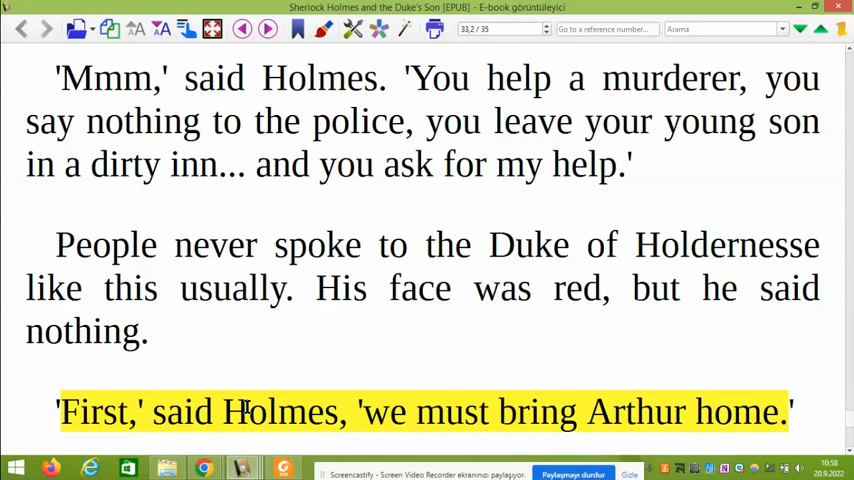 Sherlock Holmes and the Duke's Son [EPUB] - E-book görüntüleyici
33,2 / 35
Go to a reference number...
Arama
'Mmm,' said Holmes. 'You help a murderer, you
say nothing to the police, you leave your young son
in a dirty inn... and you ask for my help.'
People never spoke to the Duke of Holdernesse
like this usually. His face was red, but he said
nothing.
'First,' said Holmes, 'we must bring Arthur home.'
Screencastify - Screen Video Recorder ekranınızı paylaşıyor.
Paylaşmayı durdur
Gizle
10:58
20.9.2022